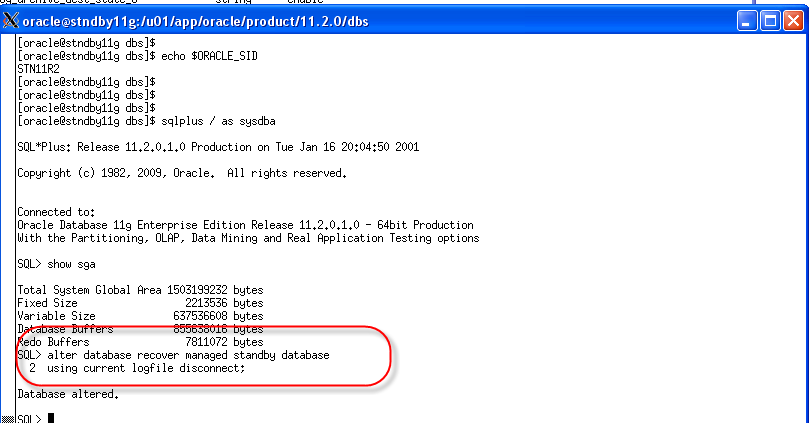 og_archive_dest_state_8 string enable
oracle@stndby11g:/u01/app/oracle/product/11.2.0/dbs
[oracle@stndby11g dbs]$
[oracle@stndby11g dbs]$ echo $ORACLE_SID
STN11R2
[oracle@stndby11g dbs]$
[oracle@stndby11g dbs]$
[oracle@stndby11g dbs]$
[oracle@stndby11g dbs]$ sqlplus / as sysdba
SQL*Plus: Release 11.2.0.1.0 Production on Tue Jan 16 20:04:50 2001
Copyright (c) 1982, 2009, Oracle.  All rights reserved.
Connected to:
Oracle Database 11g Enterprise Edition Release 11.2.0.1.0 - 64bit Production
With the Partitioning, OLAP, Data Mining and Real Application Testing options
SQL> show sga
Total System Global Area 1503199232 bytes
Fixed Size 2213536 bytes
Variable Size 637536608 bytes
Database Buffers 855638016 bytes
Redo Buffers 7811072 bytes
SQL> alter database recover managed standby database
2 using current logfile disconnect;
Database altered.
SQL>